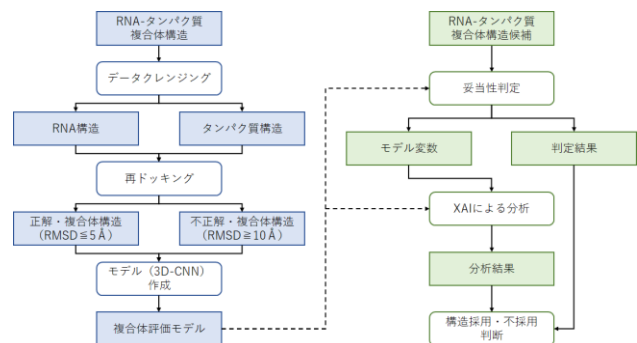 RNA-タンパク質
複合体構造
データクレンジング
RNA構造
タンパク質構造
再ドッキング
正解・複合体構造
(RMSD≦5Å)
不正解・複合体構造
(RMSD≧10Å)
モデル（3D-CNN）
作成
複合体評価モデル
RNA-タンパク質
複合体構造候補
妥当性判定
モデル変数
判定結果
XAIによる分析
分析結果
構造採用・不採用
判断